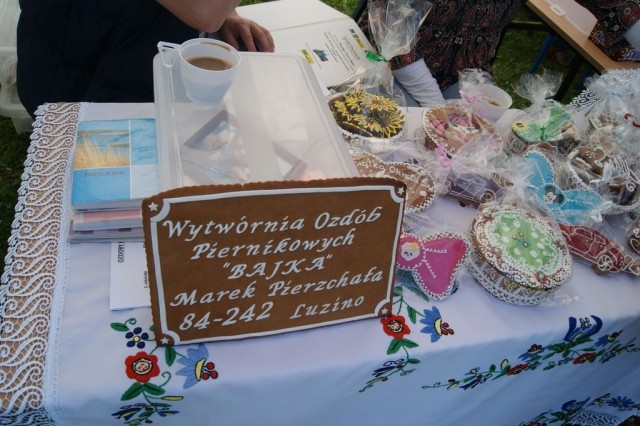 Wytwórnia Ozdób
Piernikowych
"BAJKA"
Marek Pierzchała
84-242 Luzino